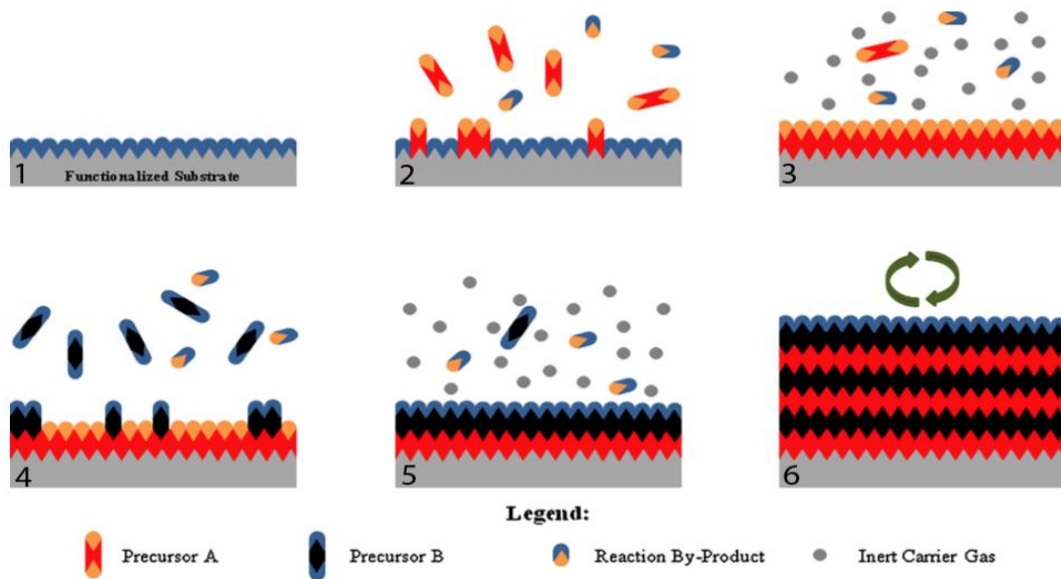 1
Functionalized Substrate
2
3
4
5
6
Legend:
Precursor A
Precursor B
Reaction By-Product
Inert Carrier Gas